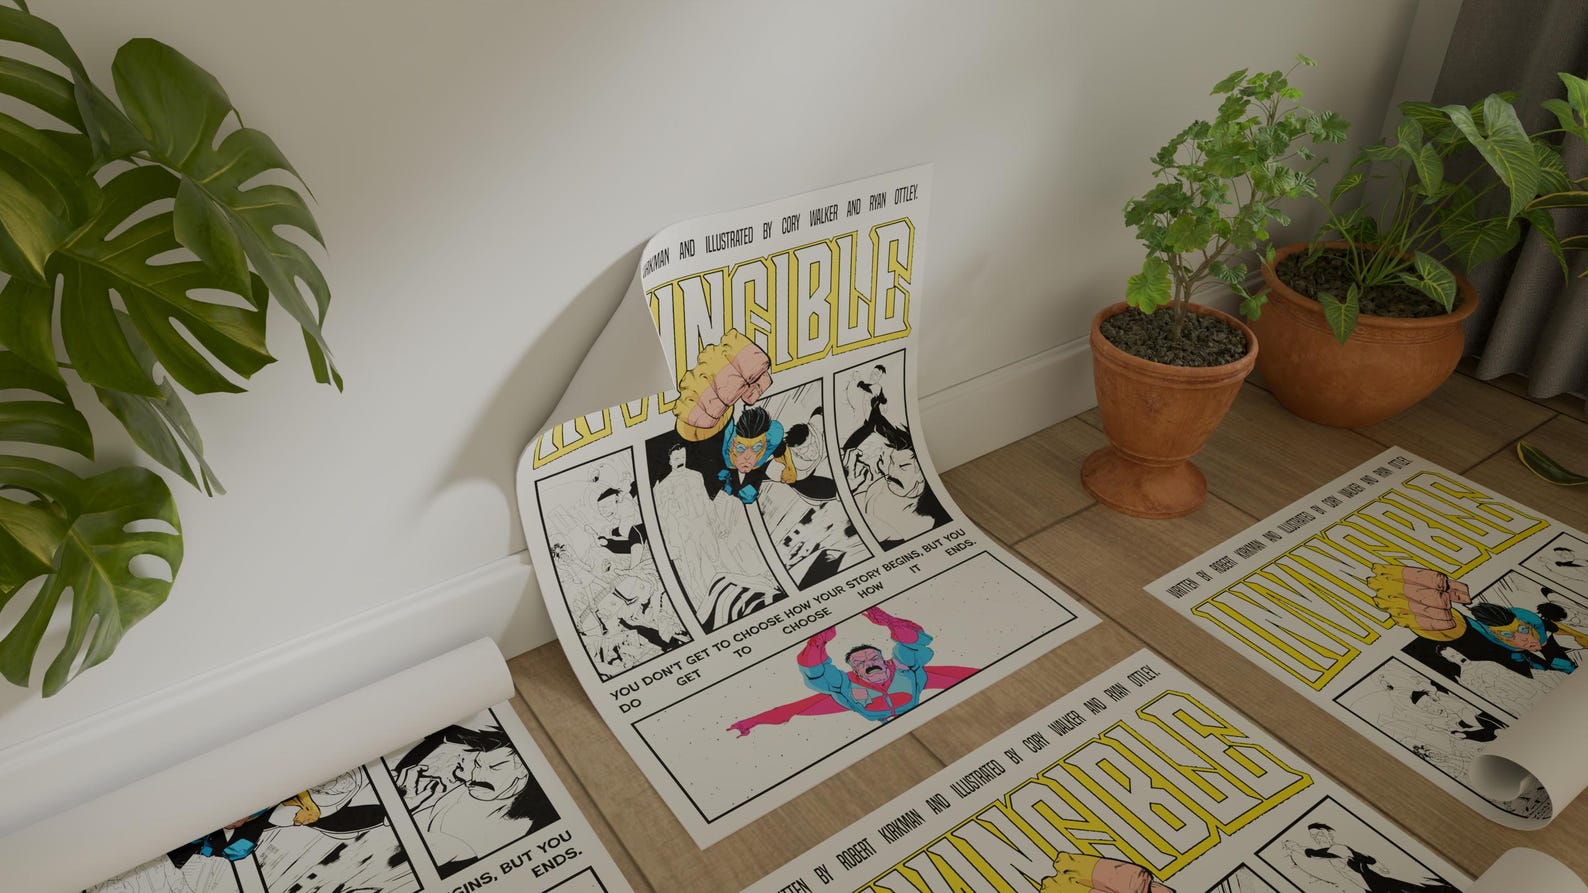 KIRKMAN AND ILLUSTRATED BY CORY WALKER AND RYAN OTTLEY.
INVINCIBLE
YOU DON'T GET TO CHOOSE HOW YOUR STORY BEGINS, BUT YOU
DO GET TO CHOOSE HOW IT ENDS.
WRITTEN BY ROBERT KIRKMAN AND ILLUSTRATED BY CORY WALKER AND RYAN OTTLEY.
INVINCIBLE
WRITTEN BY ROBERT KIRKMAN AND ILLUSTRATED BY CORY WALKER AND RYAN OTTLEY.
INVINCIBLE
BUT YOU
ENDS.